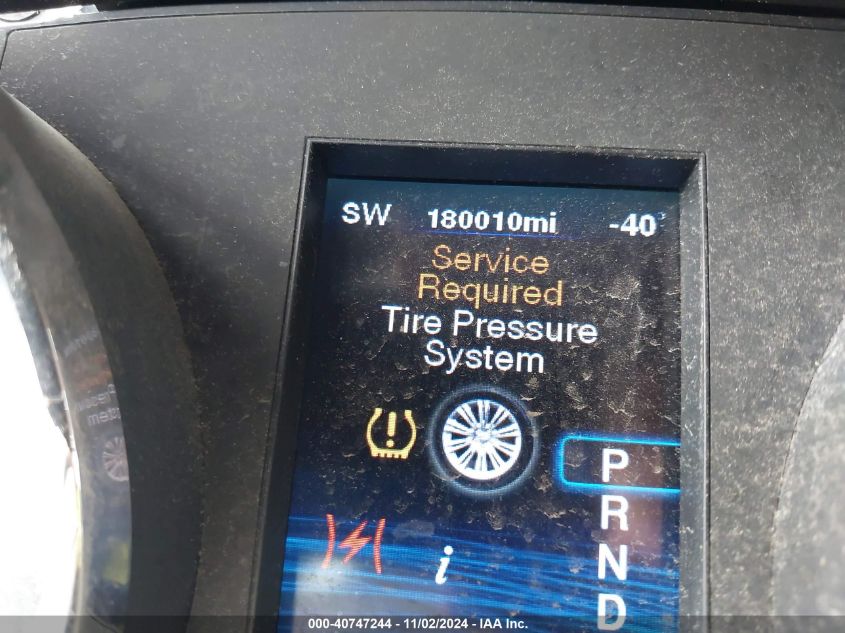 SW 180010mi -40°
Service
Required
Tire Pressure
System
P
R
i
N
D
000-40747244 - 11/02/2024 - IAA Inc.